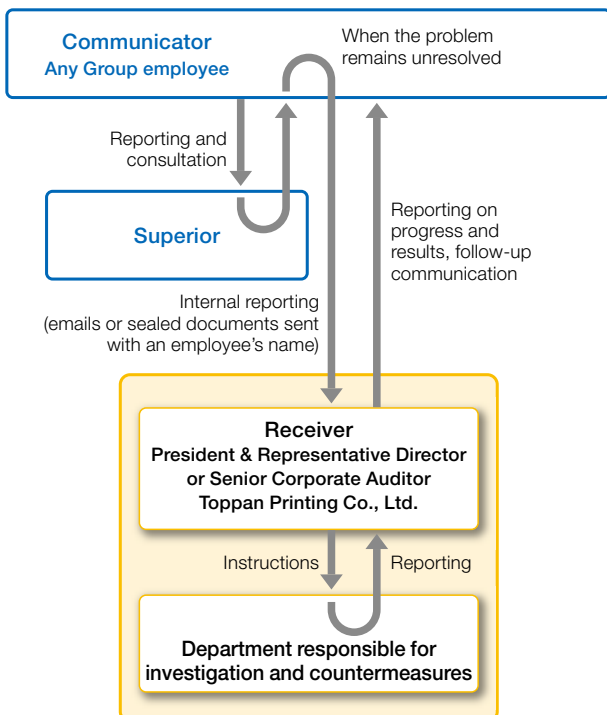 Communicator
Any Group employee
When the problem
remains unresolved
Reporting and
consultation
Superior
Reporting on
progress and
results, follow-up
communication
Internal reporting
(emails or sealed documents sent
with an employee’s name)
Receiver
President & Representative Director
or Senior Corporate Auditor
Toppan Printing Co., Ltd.
Instructions
Reporting
Department responsible for
investigation and countermeasures